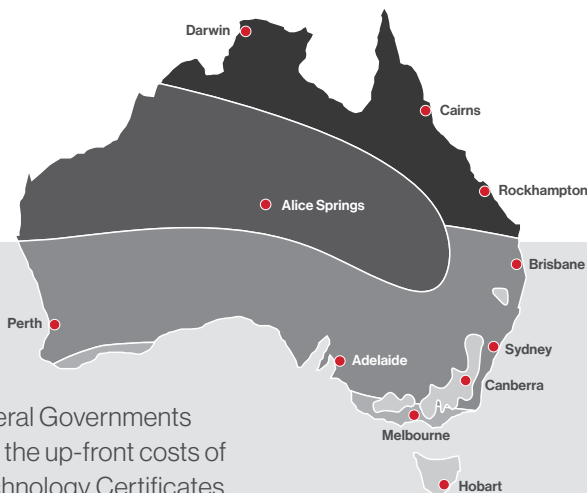 Darwin
Cairns
Rockhampton
Alice Springs
Brisbane
Perth
Sydney
Adelaide
Canberra
Melbourne
eral Governments
the up-front costs of
chnology Certificates
Hobart